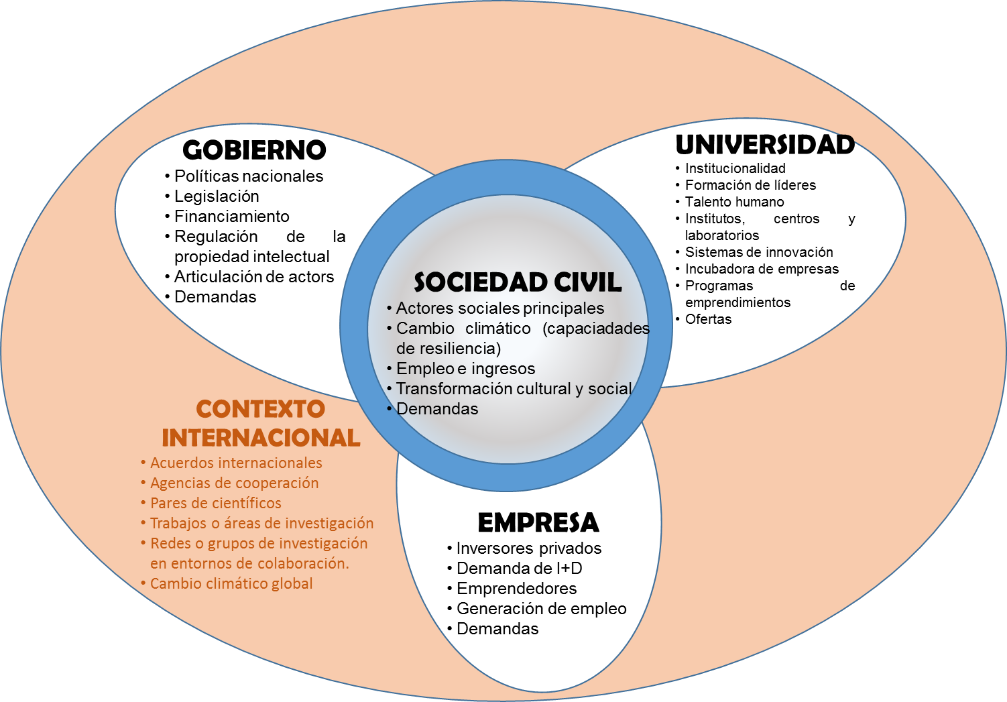 GOBIERNO
• Políticas nacionales
• Legislación
• Financiamiento
• Regulación de la
propiedad intelectual
• Articulación de actors
• Demandas
UNIVERSIDAD
• Institucionalidad
• Formación de líderes
• Talento humano
• Institutos, centros y
laboratorios
• Sistemas de innovación
• Incubadora de empresas
• Programas de
emprendimientos
• Ofertas
SOCIEDAD CIVIL
• Actores sociales principales
• Cambio climático (capaciadades
de resiliencia)
• Empleo e ingresos
• Transformación cultural y social
• Demandas
CONTEXTO
INTERNACIONAL
• Acuerdos internacionales
• Agencias de cooperación
• Pares de científicos
• Trabajos o áreas de investigación
• Redes o grupos de investigación
en entornos de colaboración.
• Cambio climático global
EMPRESA
• Inversores privados
• Demanda de I+D
• Emprendedores
• Generación de empleo
• Demandas